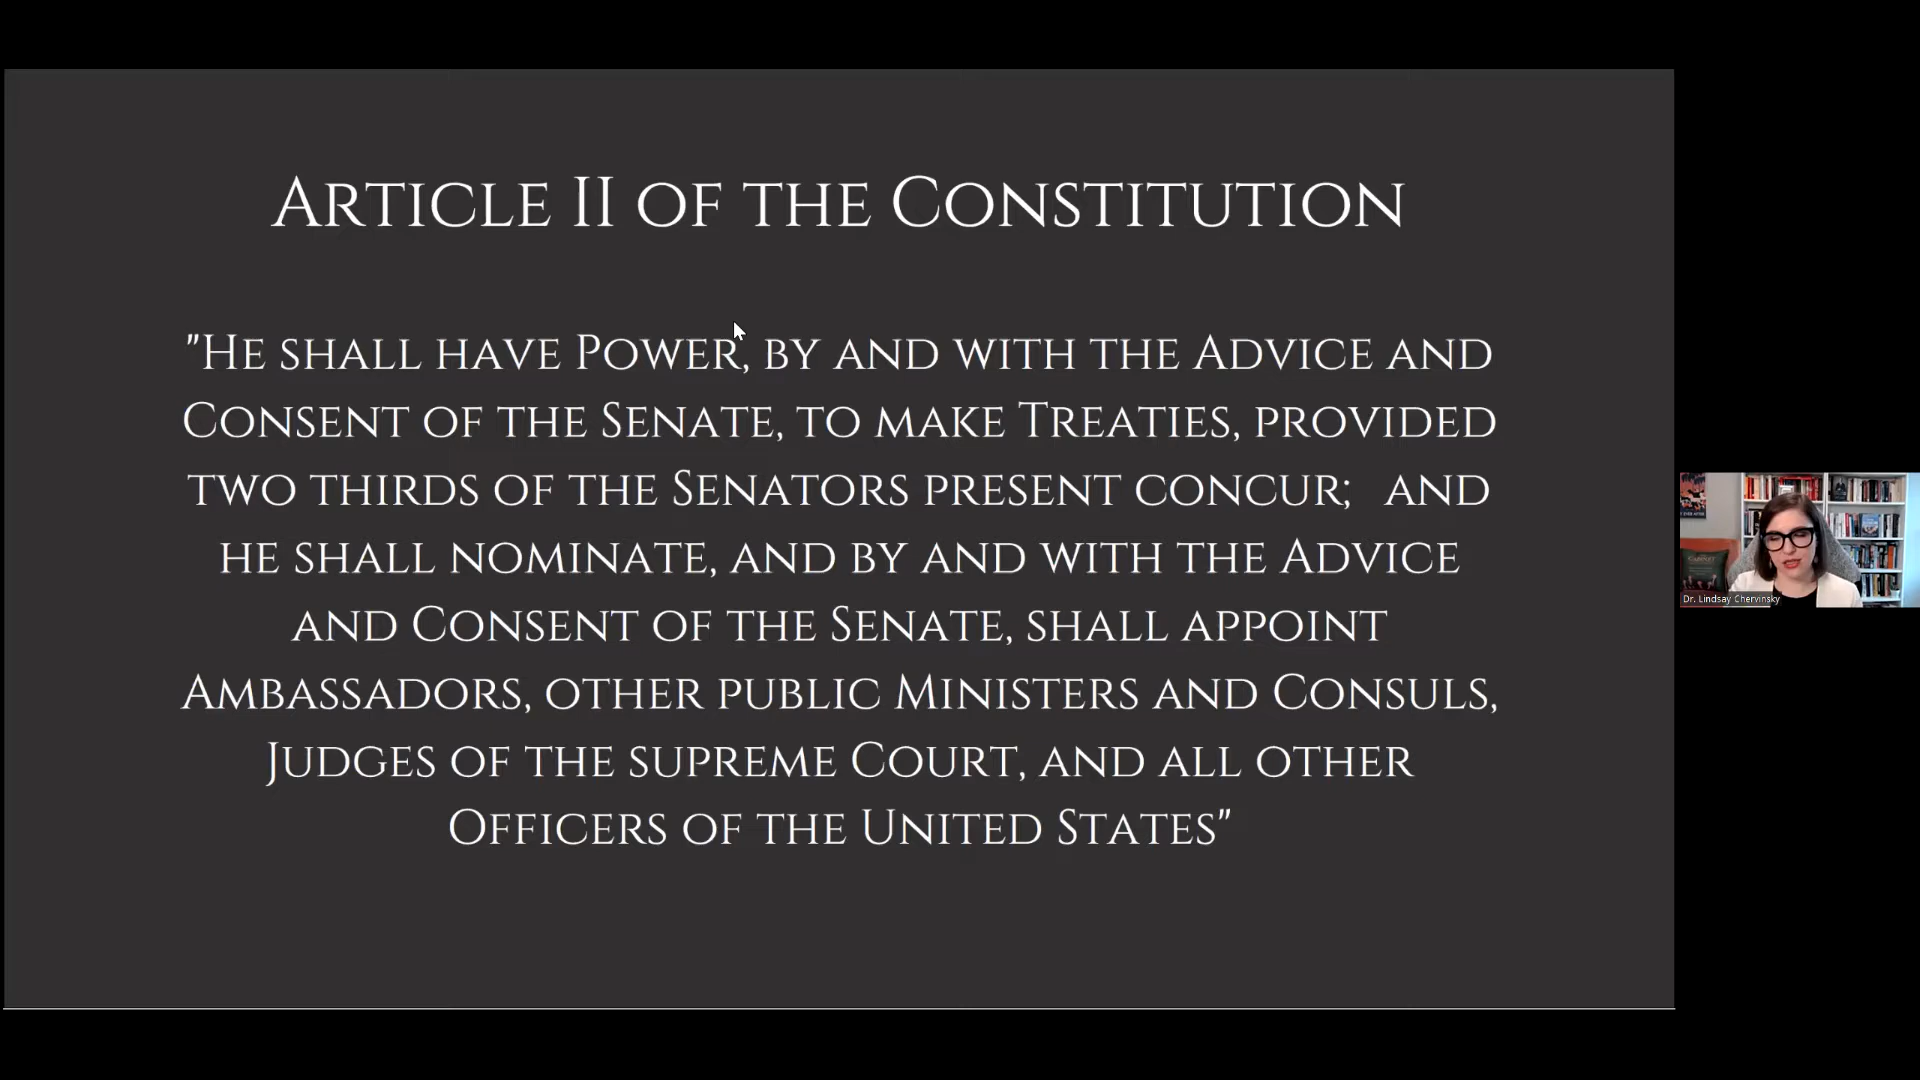 Article II of the Constitution
"He shall have Power, by and with the Advice and
Consent of the Senate, to make Treaties, provided
two thirds of the Senators present concur; and
he shall nominate, and by and with the Advice
and Consent of the Senate, shall appoint
Ambassadors, other public Ministers and Consuls,
Judges of the supreme Court, and all other
Officers of the United States"
Dr. Lindsay Chervinsky